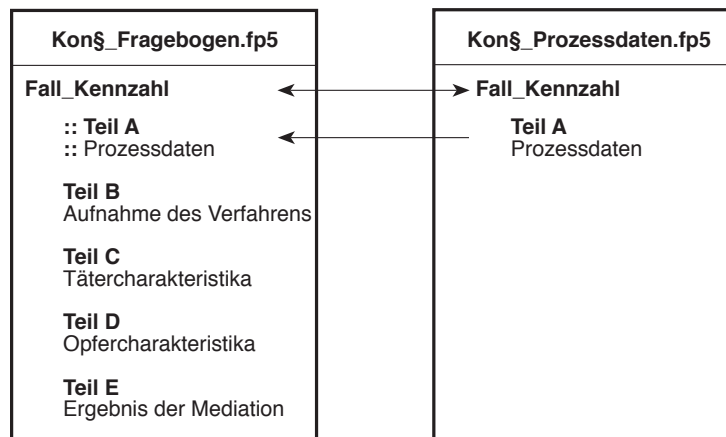 Kon§_Fragebogen.fp5
Fall_Kennzahl
:: Teil A
:: Prozessdaten
Teil B
Aufnahme des Verfahrens
Teil C
Tätercharakteristika
Teil D
Opfercharakteristika
Teil E
Ergebnis der Mediation
Kon§_Prozessdaten.fp5
Fall_Kennzahl
Teil A
Prozessdaten